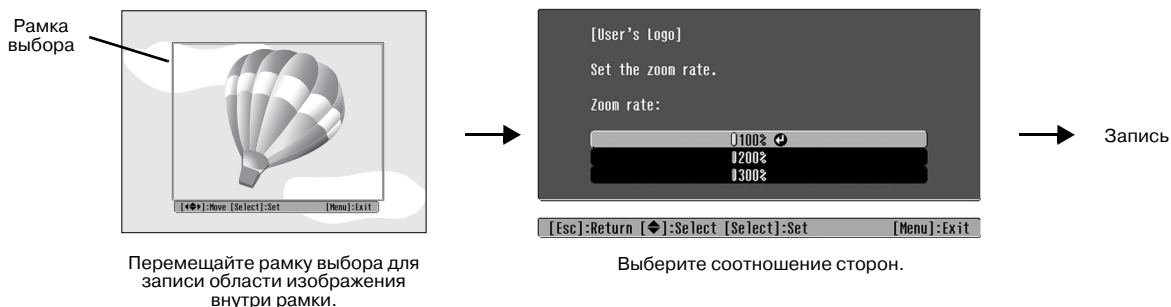 Рамка
выбора
[User's Logo]
Set the zoom rate.
Zoom rate:
100%
200%
300%
Запись
[Esc]:Return [ ]:Select [Select]:Set [Menu]:Exit
[ ]:Move [Select]:Set [Menu]:Exit
Перемещайте рамку выбора для
записи области изображения
внутри рамки.
Выберите соотношение сторон.